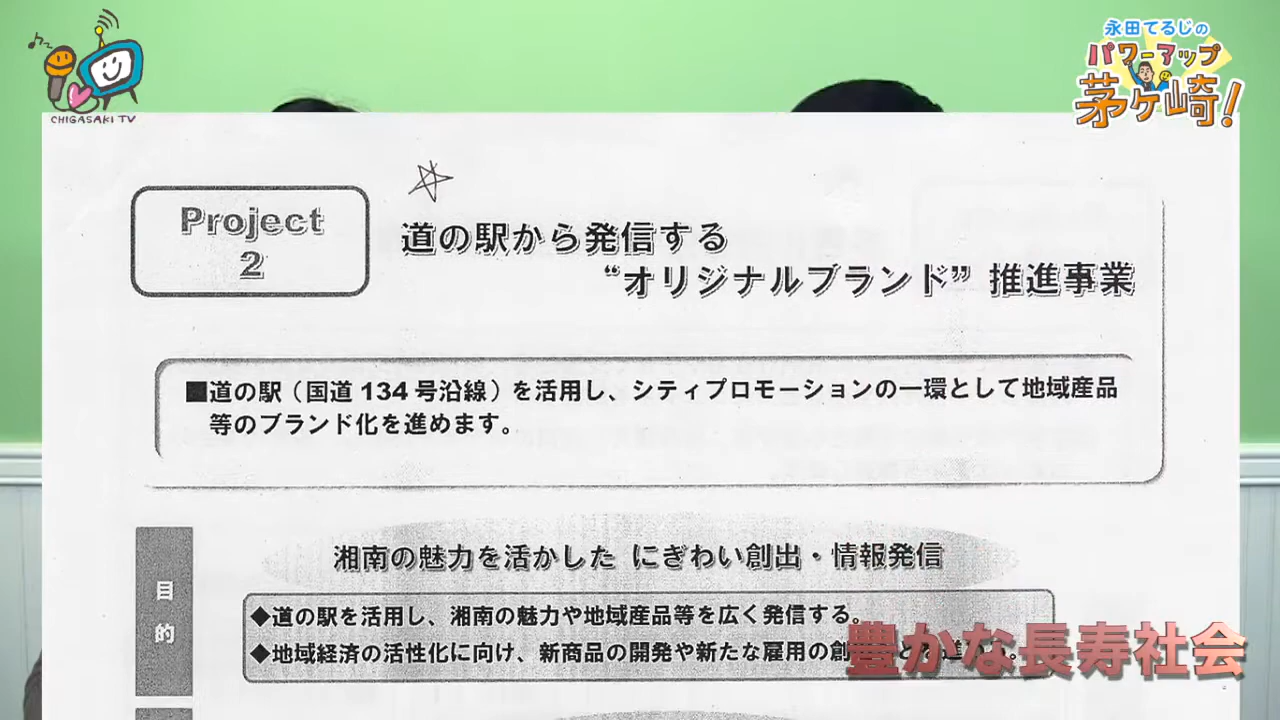 CHIGASAKI TV
永田てるじの
パワーアップ
茅ヶ崎!
Project
2
道の駅から発信する
“オリジナルブランド” 推進事業
■道の駅（国道 134 号沿線）を活用し、シティプロモーションの一環として地域産品
等のブランド化を進めます。
目的
湘南の魅力を活かした にぎわい創出・情報発信
◆道の駅を活用し、湘南の魅力や地域産品等を広く発信する。
◆地域経済の活性化に向け、新商品の開発や新たな雇用の創
豊かな長寿社会